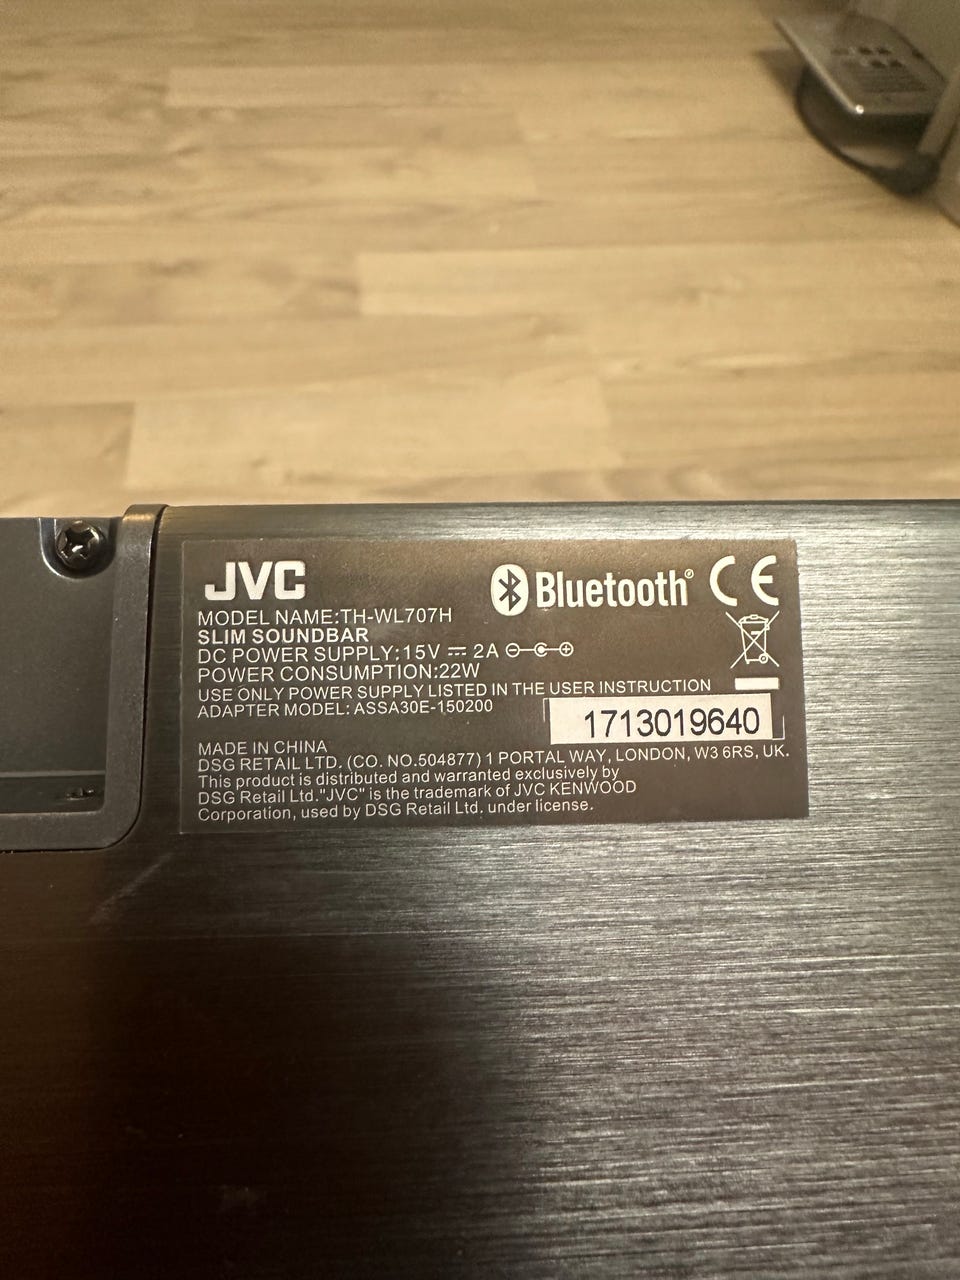 JVC
Bluetooth®
CE
MODEL NAME:TH-WL707H
SLIM SOUNDBAR
DC POWER SUPPLY:15V ⎓ 2A ⊖-⊙-⊕
POWER CONSUMPTION:22W
USE ONLY POWER SUPPLY LISTED IN THE USER INSTRUCTION
ADAPTER MODEL: ASSA30E-150200
1713019640
MADE IN CHINA
DSG RETAIL LTD. (CO. NO.504877) 1 PORTAL WAY, LONDON, W3 6RS, UK.
This product is distributed and warranted exclusively by
DSG Retail Ltd."JVC" is the trademark of JVC KENWOOD
Corporation, used by DSG Retail Ltd. under license.